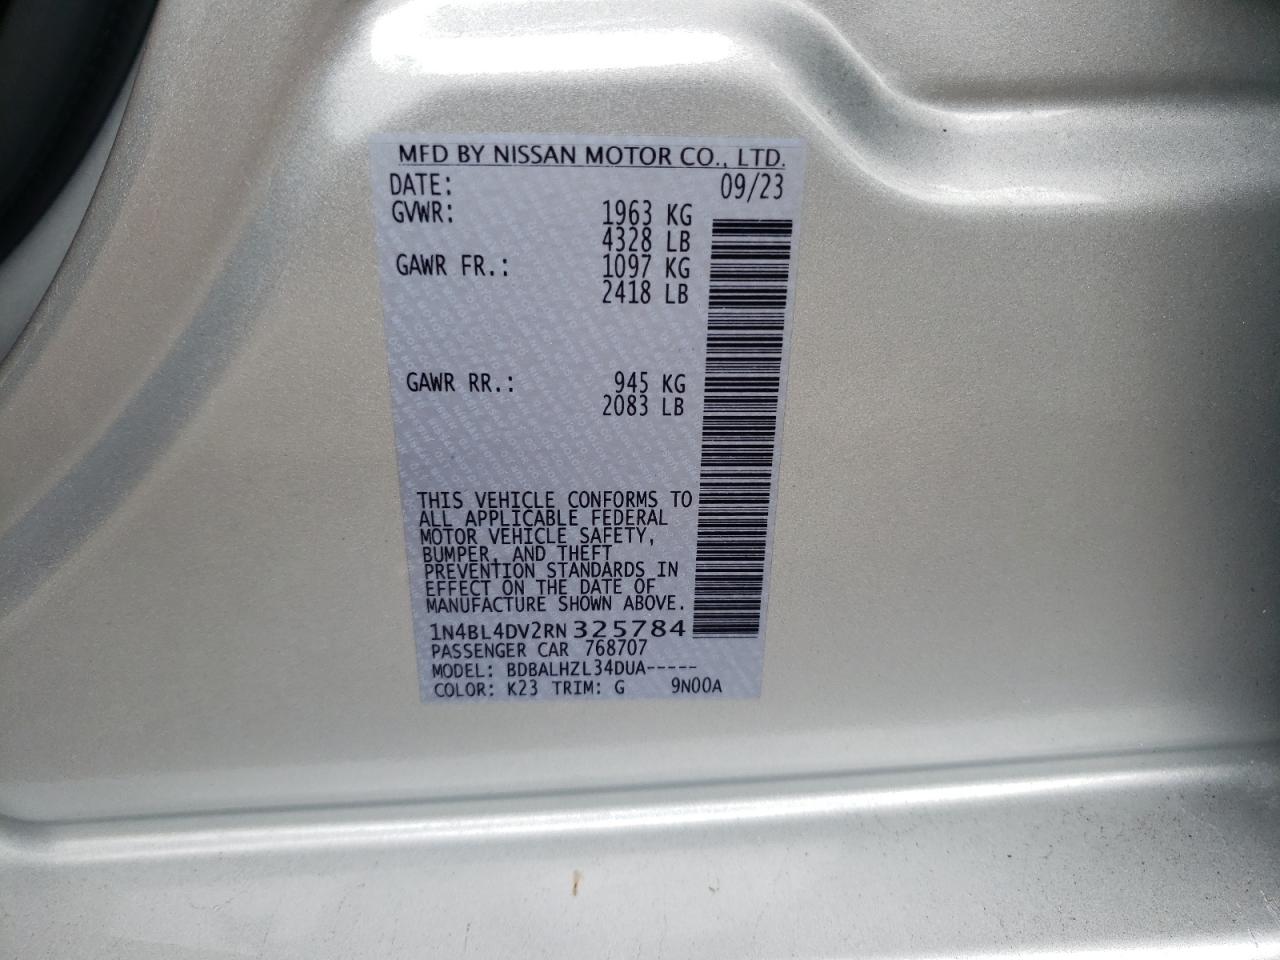 MFD BY NISSAN MOTOR CO., LTD.
DATE: 09/23
GVWR: 1963 KG
4328 LB
GAWR FR.: 1097 KG
2418 LB
GAWR RR.: 945 KG
2083 LB
THIS VEHICLE CONFORMS TO
ALL APPLICABLE FEDERAL
MOTOR VEHICLE SAFETY,
BUMPER, AND THEFT
PREVENTION STANDARDS IN
EFFECT ON THE DATE OF
MANUFACTURE SHOWN ABOVE.
1N4BL4DV2RN325784
PASSENGER CAR 768707
MODEL: BDBALHZL34DUA-----
COLOR: K23 TRIM: G 9N00A